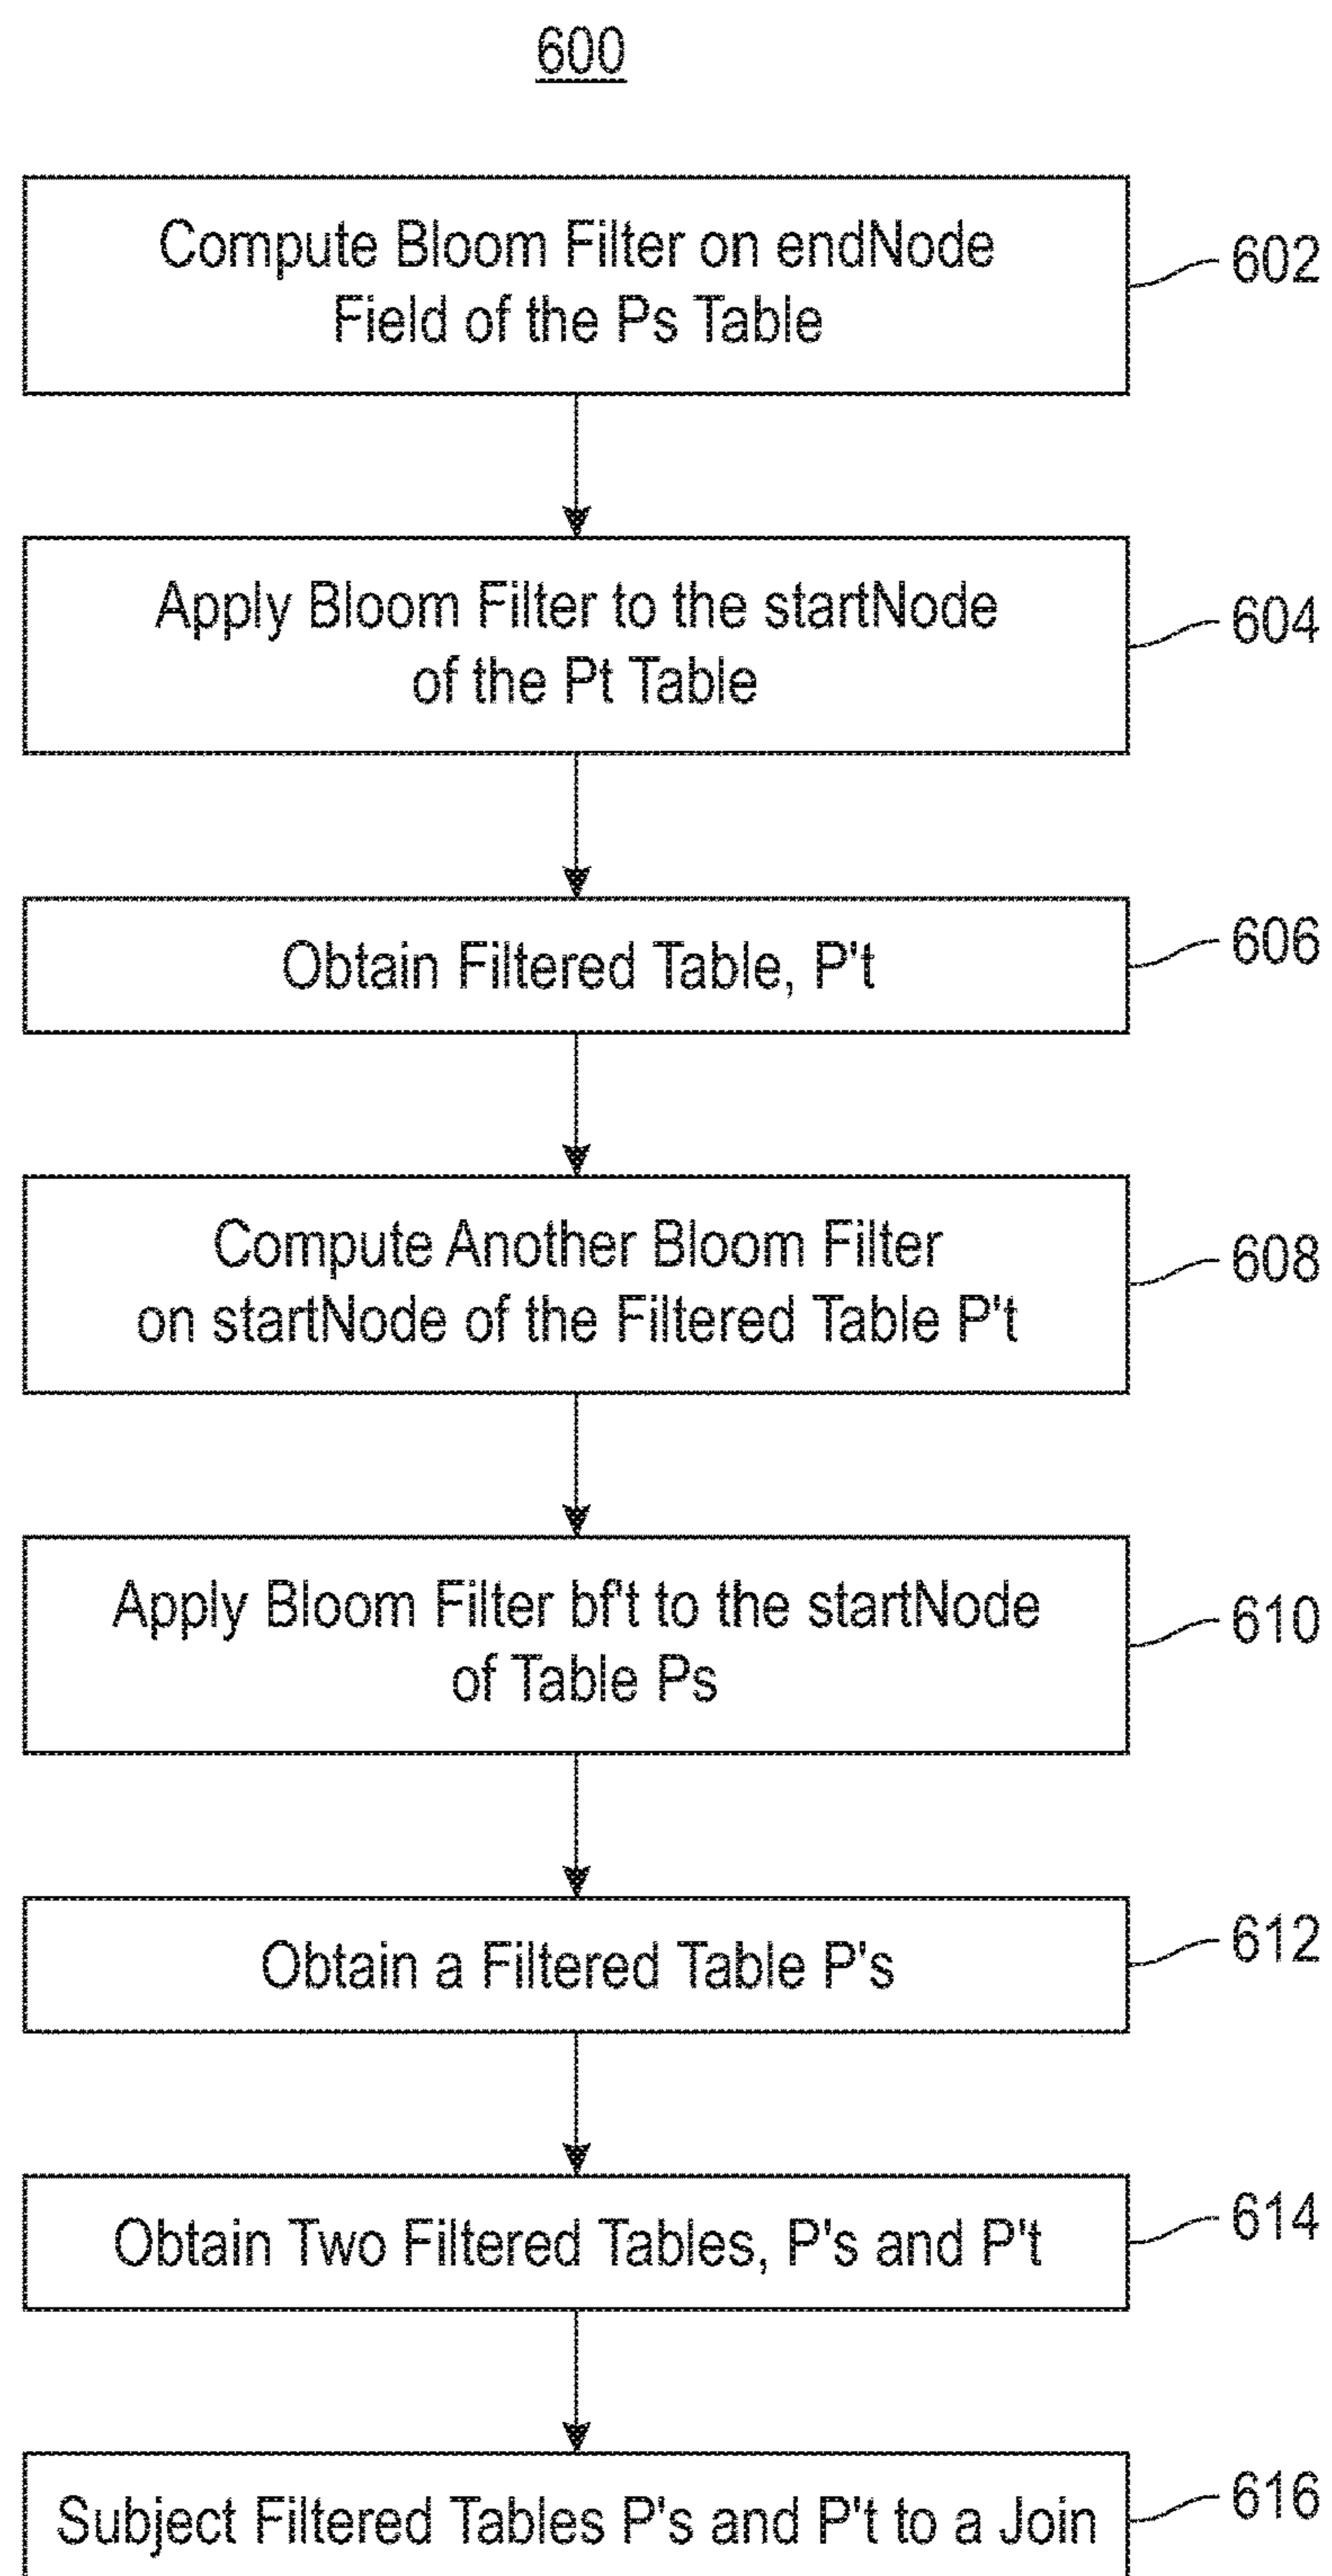 600
Compute Bloom Filter on endNode
Field of the Ps Table
602
Apply Bloom Filter to the startNode
of the Pt Table
604
Obtain Filtered Table, P't
606
Compute Another Bloom Filter
on startNode of the Filtered Table P't
608
Apply Bloom Filter bf't to the startNode
of Table Ps
610
Obtain a Filtered Table P's
612
Obtain Two Filtered Tables, P's and P't
614
Subject Filtered Tables P's and P't to a Join
616